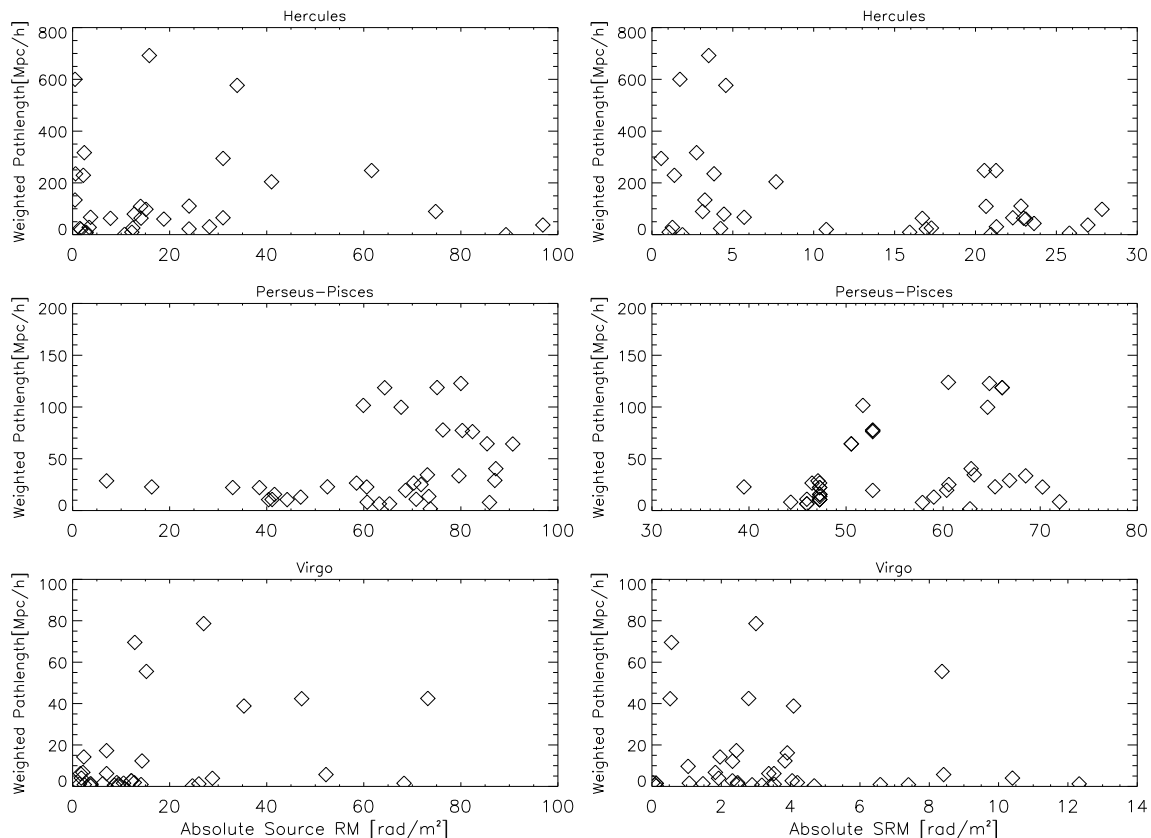 Hercules
Hercules
Weighted Pathlength[Mpc/h]
800
600
400
200
0
0 20 40 60 80 100
Weighted Pathlength[Mpc/h]
800
600
400
200
0
0 5 10 15 20 25 30
Perseus-Pisces
Perseus-Pisces
Weighted Pathlength[Mpc/h]
200
150
100
50
0
0 20 40 60 80 100
Weighted Pathlength[Mpc/h]
200
150
100
50
0
30 40 50 60 70 80
Virgo
Virgo
Weighted Pathlength[Mpc/h]
100
80
60
40
20
0
0 20 40 60 80 100
Absolute Source RM [rad/m²]
Weighted Pathlength[Mpc/h]
100
80
60
40
20
0
0 2 4 6 8 10 12 14
Absolute SRM [rad/m²]